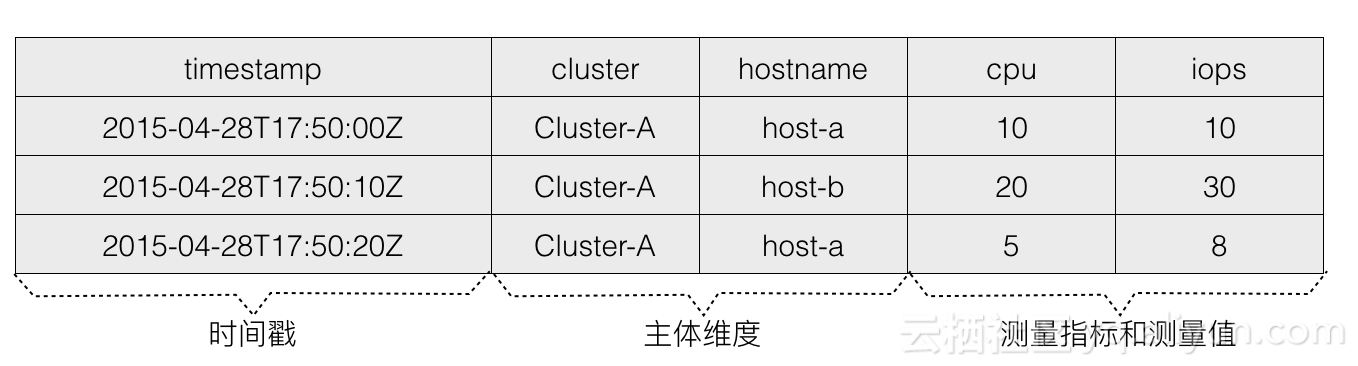 timestamp cluster hostname cpu iops
2015-04-28T17:50:00Z Cluster-A host-a 10 10
2015-04-28T17:50:10Z Cluster-A host-b 20 30
2015-04-28T17:50:20Z Cluster-A host-a 5 8
时间戳 主体维度 测量指标和测量值
云栖社区 yq.aliyun.com